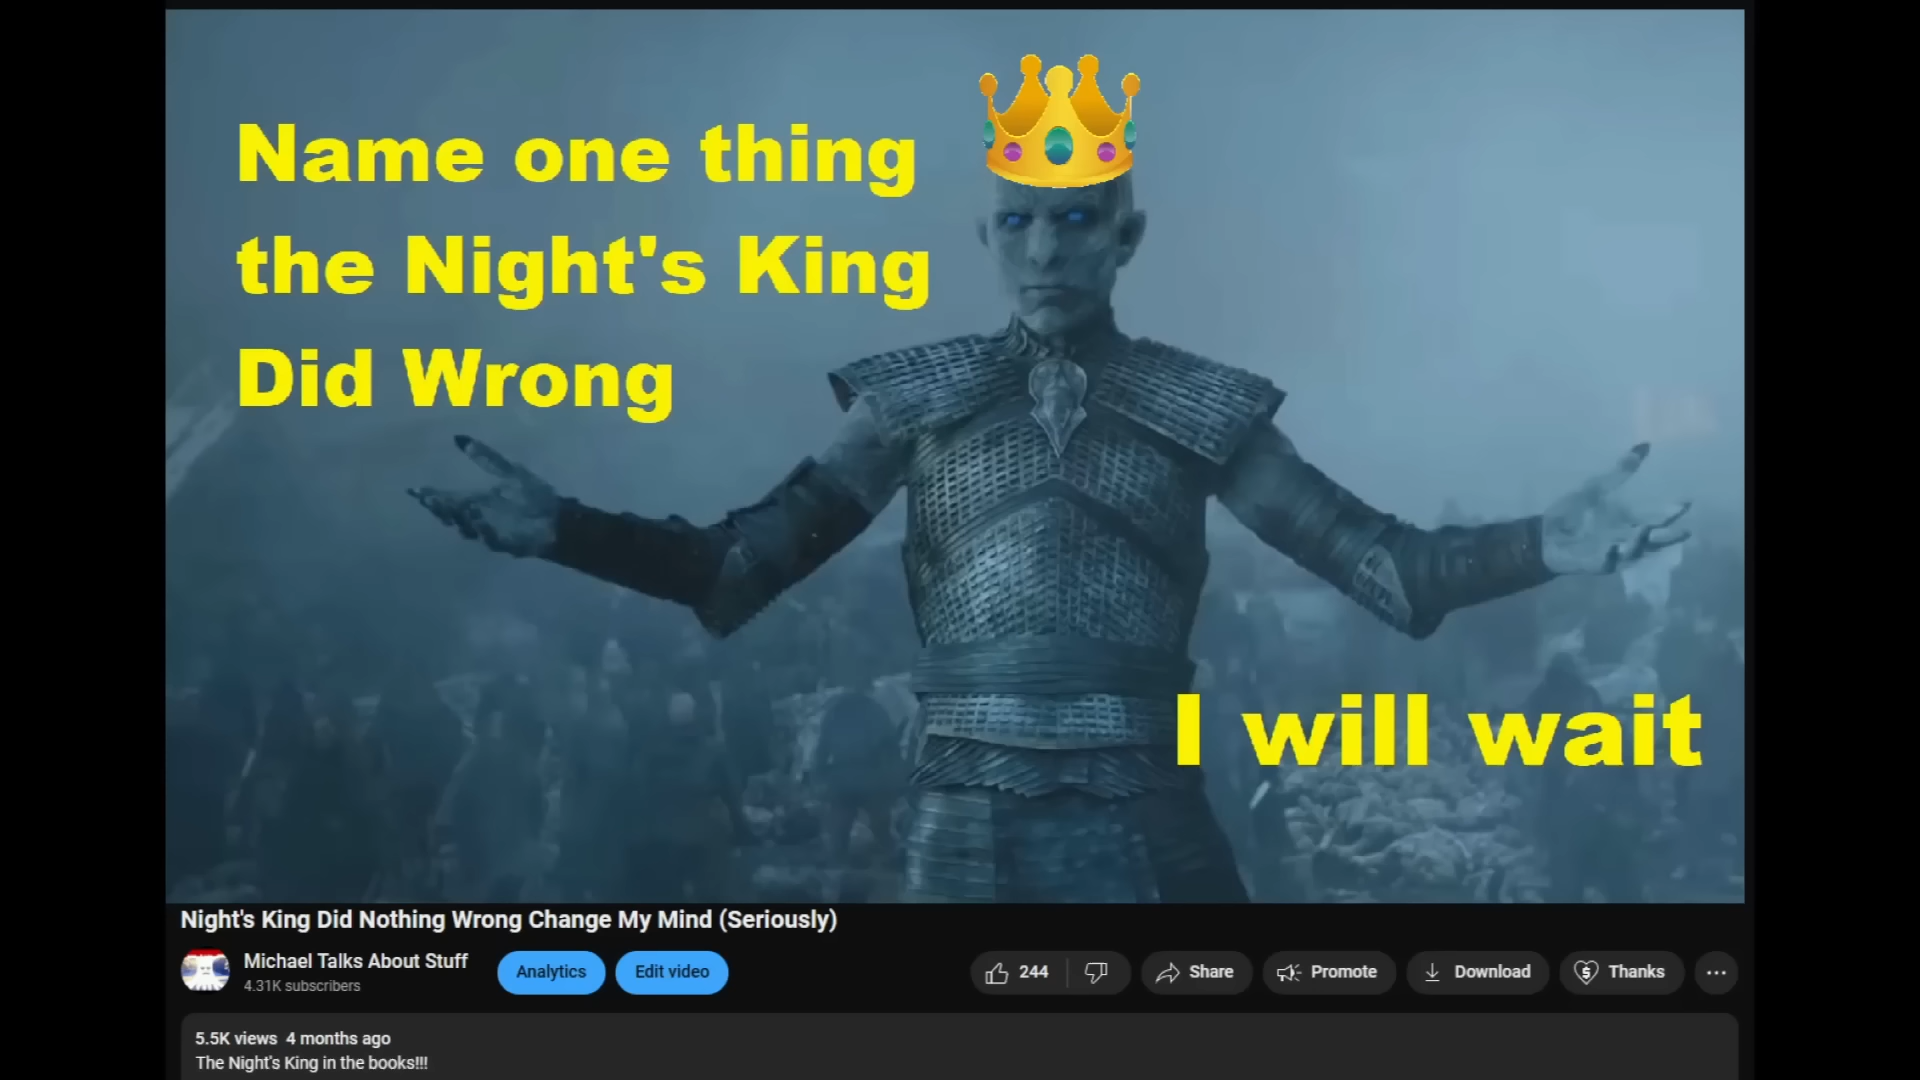 Name one thing
the Night's King
Did Wrong
I will wait
Night's King Did Nothing Wrong Change My Mind (Seriously)
Michael Talks About Stuff
4.31K subscribers
Analytics
Edit video
244
Share
Promote
Download
Thanks
5.5K views 4 months ago
The Night's King in the books!!!